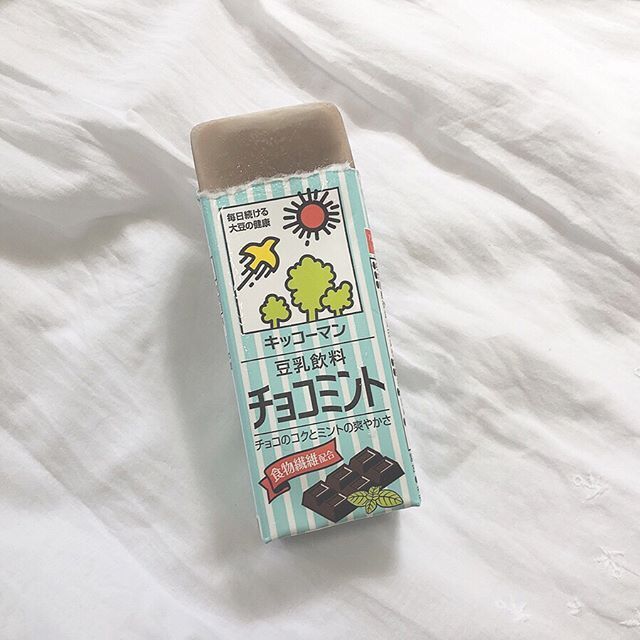 毎日続ける
大豆の健康
キッコーマン
豆乳飲料
チョコミント
チョコのコクとミントの爽やかさ
食物繊維配合